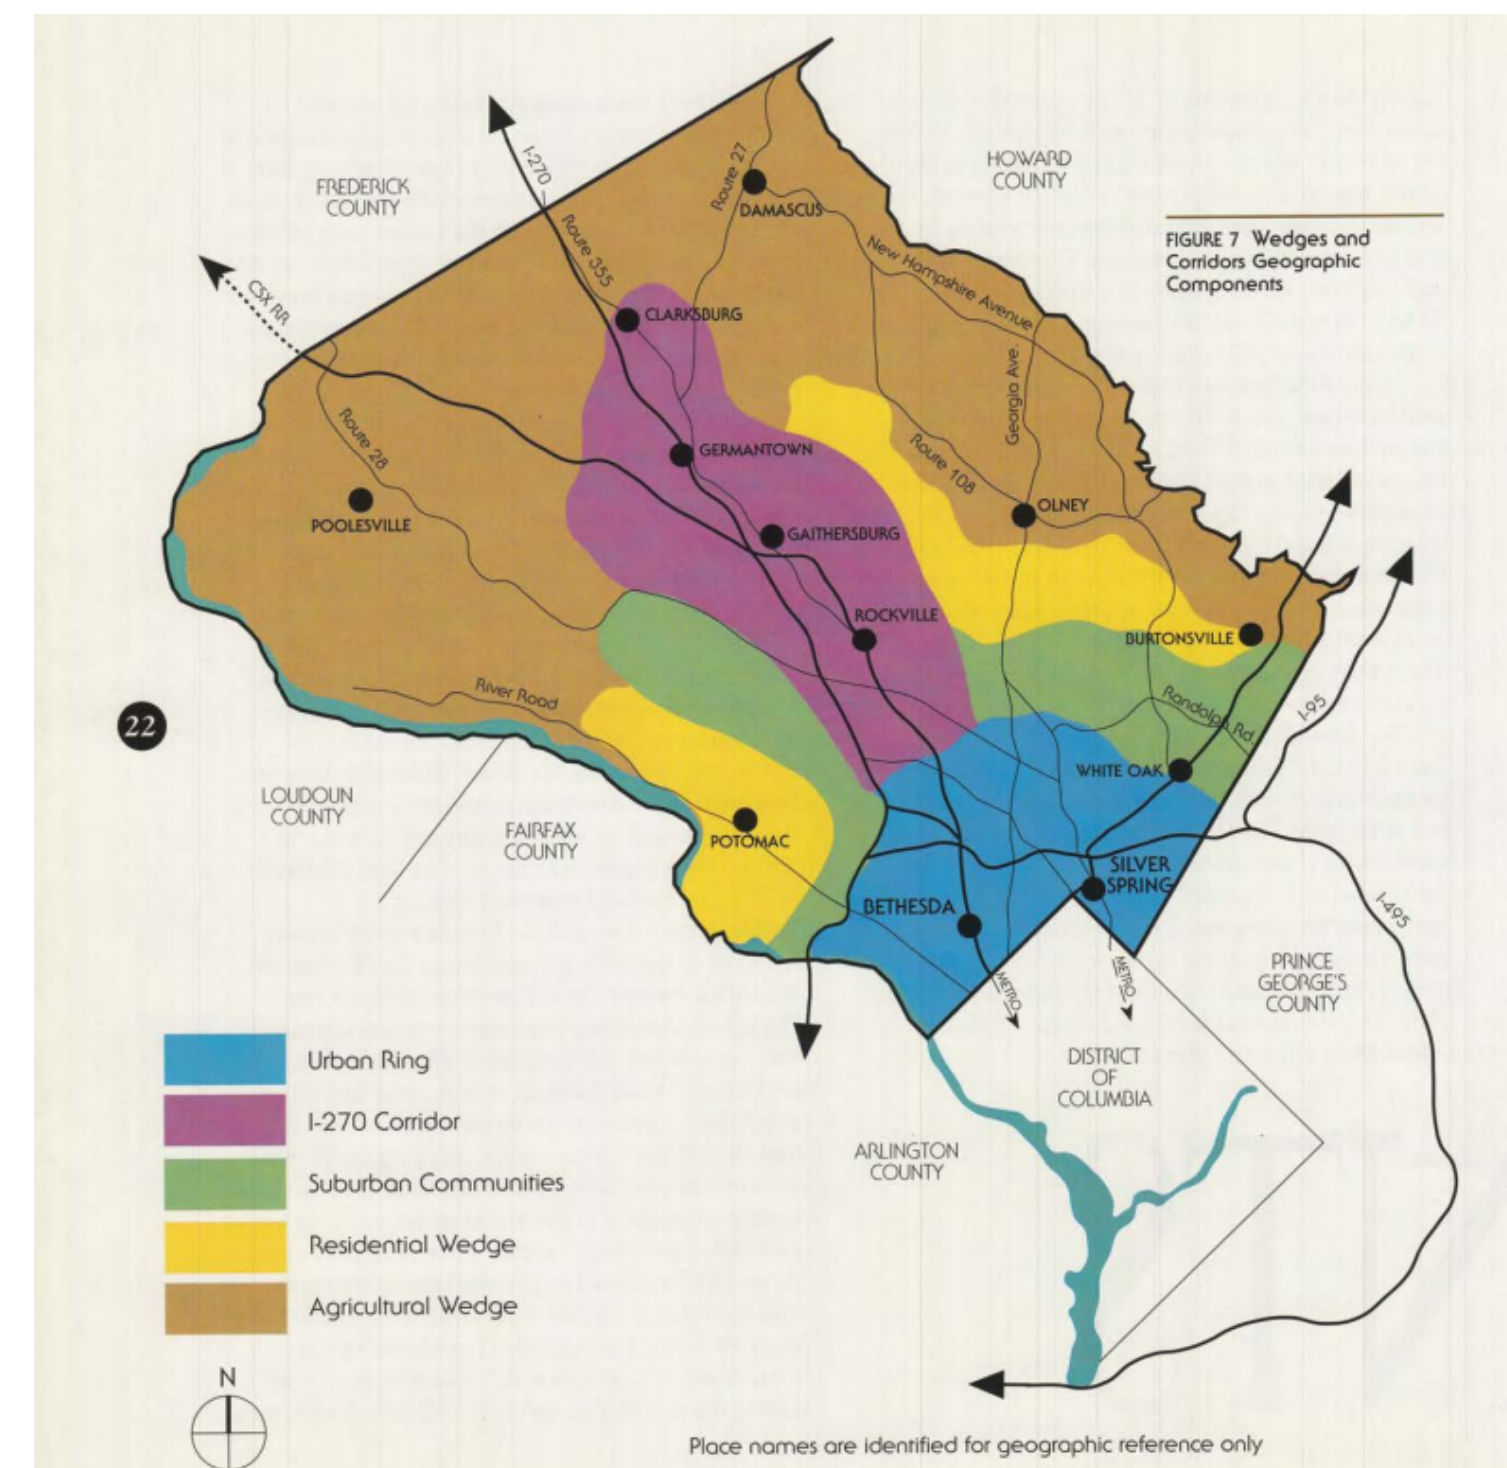 FIGURE 7 Wedges and
Corridors Geographic
Components
FREDERICK
COUNTY
HOWARD
COUNTY
I-270
Route 355
Route 27
DAMASCUS
New Hampshire Avenue
CSX RR
CLARKSBURG
Georgia Ave.
Route 28
GERMANTOWN
Route 108
POOLESVILLE
OLNEY
GAITHERSBURG
ROCKVILLE
BURTONSVILLE
River Road
Randolph Rd.
I-95
22
WHITE OAK
LOUDOUN
COUNTY
FAIRFAX
COUNTY
POTOMAC
SILVER
SPRING
BETHESDA
I-495
METRO
METRO
PRINCE
GEORGE'S
COUNTY
DISTRICT
OF
COLUMBIA
ARLINGTON
COUNTY
Urban Ring
I-270 Corridor
Suburban Communities
Residential Wedge
Agricultural Wedge
N
Place names are identified for geographic reference only